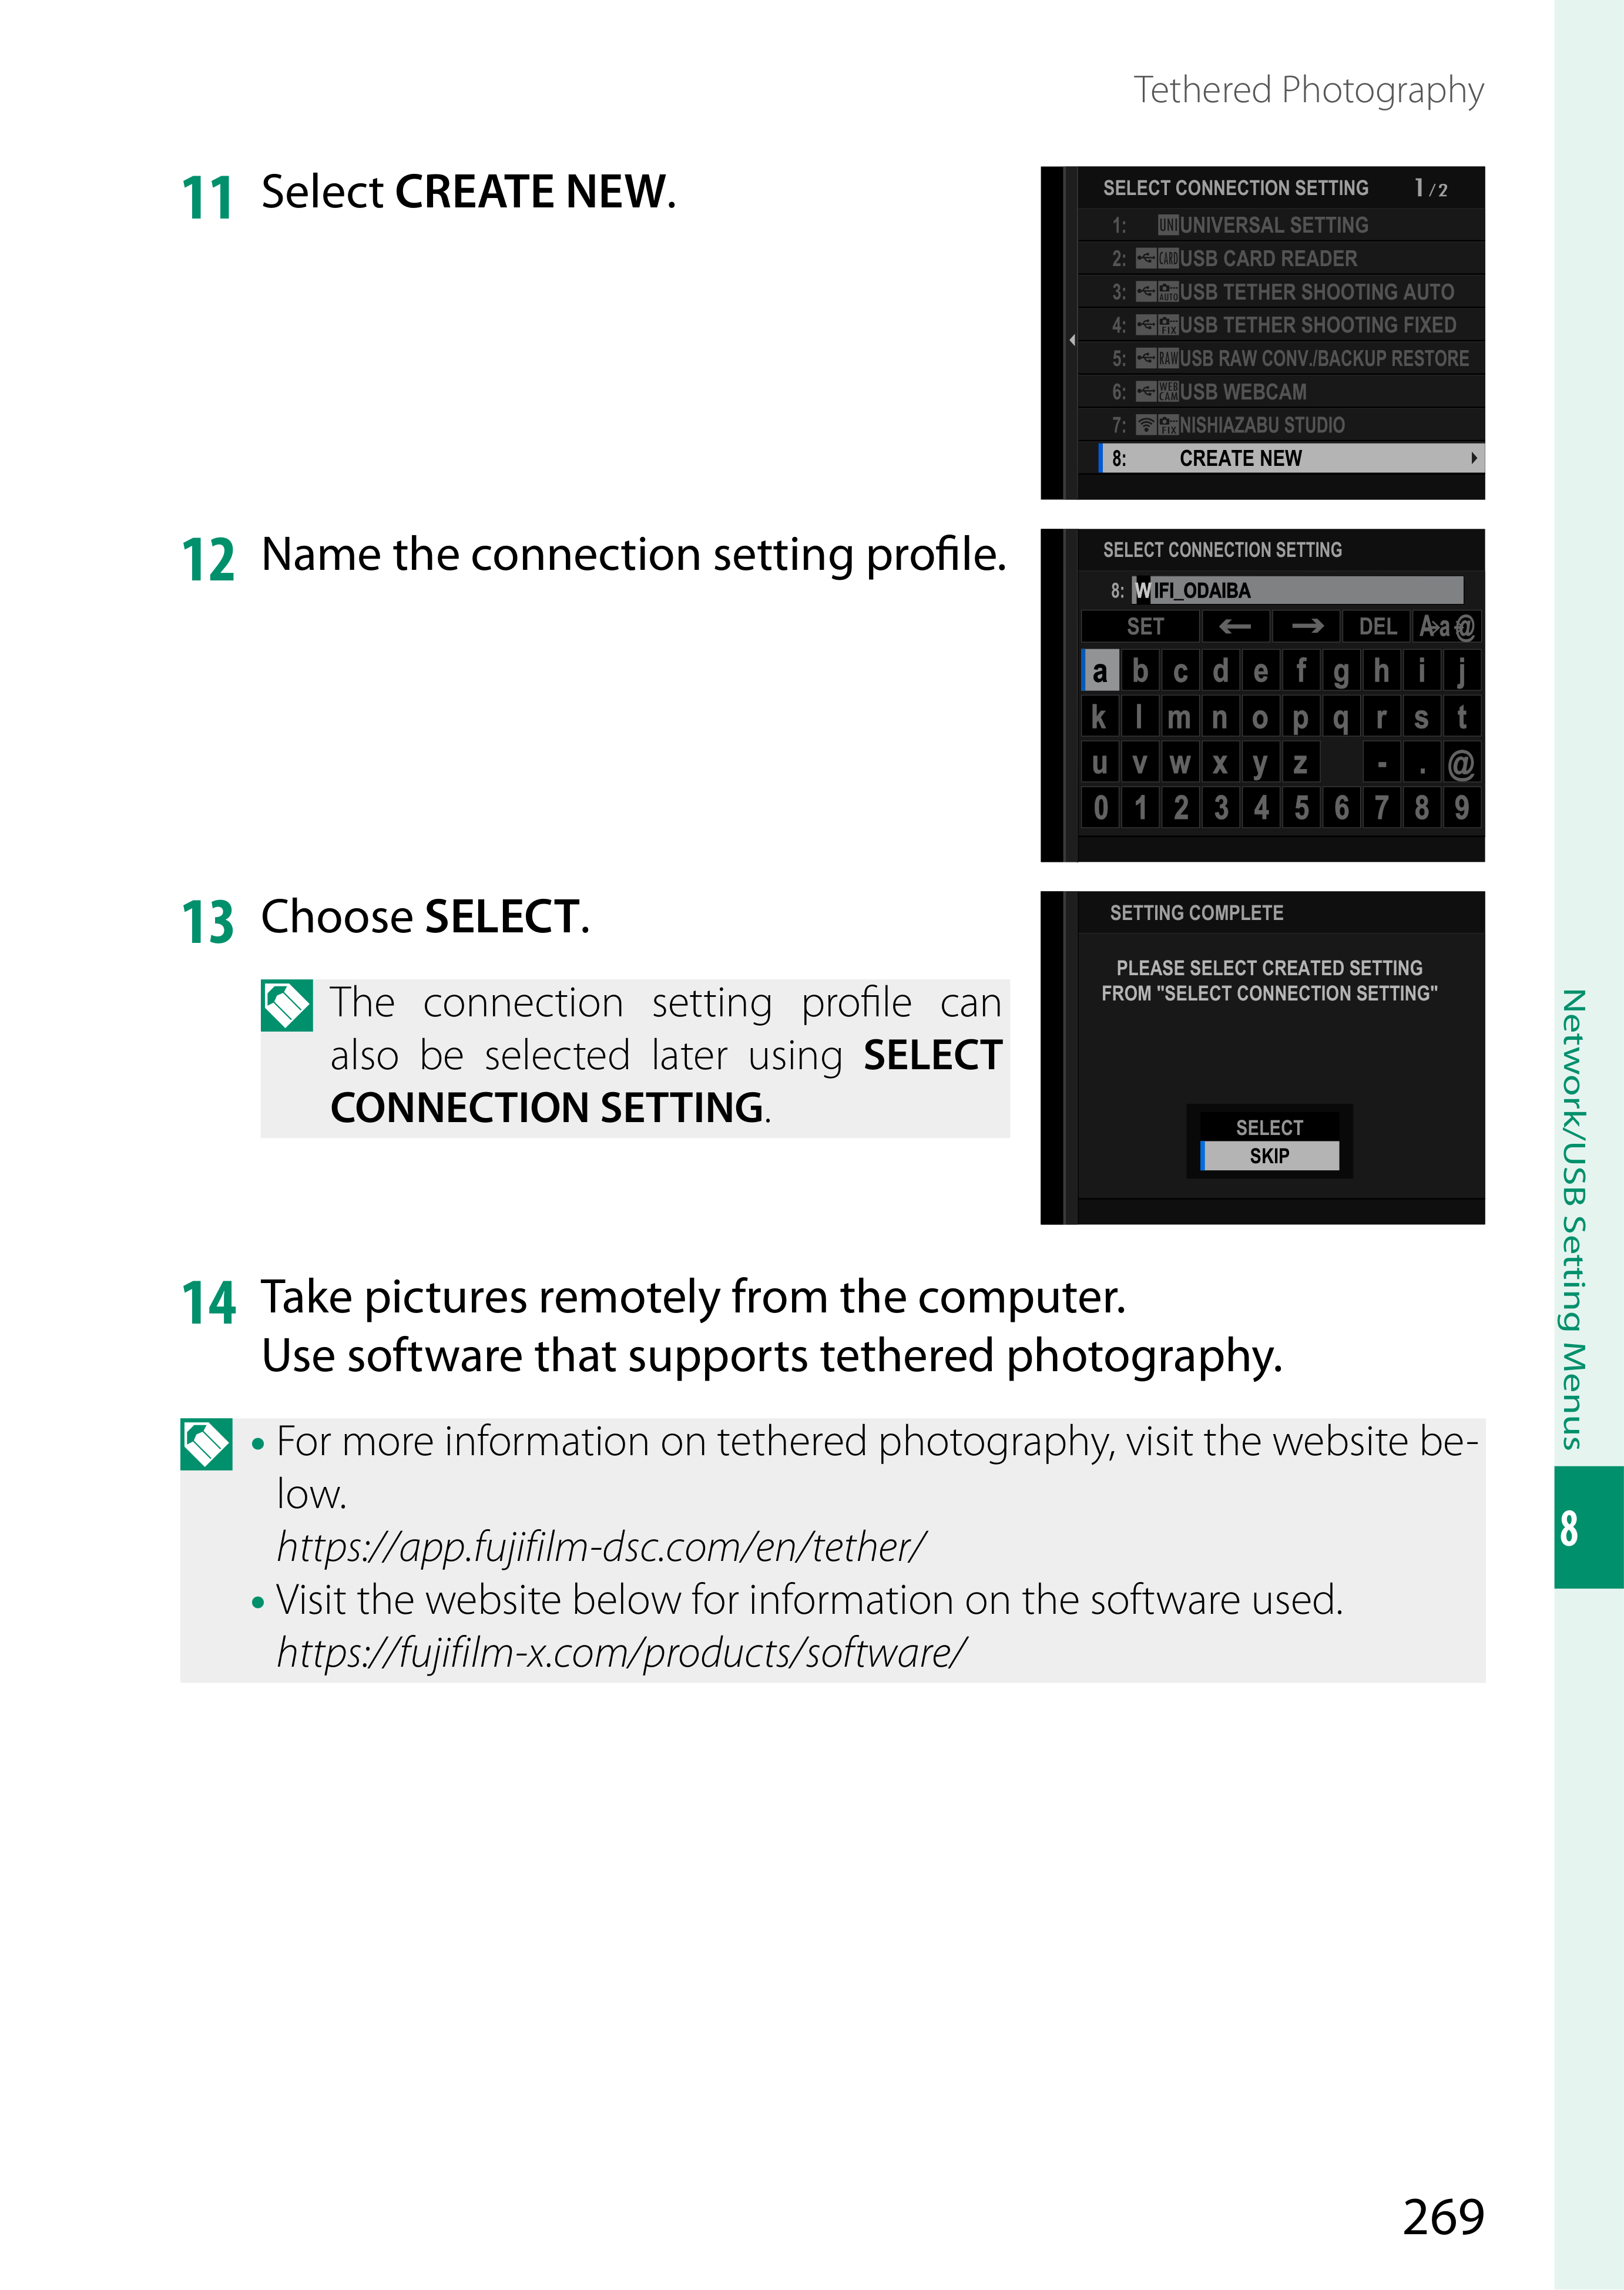 Tethered Photography
11 Select CREATE NEW.
SELECT CONNECTION SETTING 1/2
1: UNI UNIVERSAL SETTING
2: CARD USB CARD READER
3: AUTO USB TETHER SHOOTING AUTO
4: FIX USB TETHER SHOOTING FIXED
5: RAW USB RAW CONV./BACKUP RESTORE
6: WEB CAM USB WEBCAM
7: FIX NISHIAZABU STUDIO
8: CREATE NEW
12 Name the connection setting profile.
SELECT CONNECTION SETTING
8: WIFI_ODAIBA
SET ← → DEL A→a→@
a b c d e f g h i j
k l m n o p q r s t
u v w x y z - . @
0 1 2 3 4 5 6 7 8 9
13 Choose SELECT.
The connection setting profile can
also be selected later using SELECT
CONNECTION SETTING.
SETTING COMPLETE
PLEASE SELECT CREATED SETTING
FROM "SELECT CONNECTION SETTING"
SELECT
SKIP
14 Take pictures remotely from the computer.
Use software that supports tethered photography.
• For more information on tethered photography, visit the website be-
low.
https://app.fujifilm-dsc.com/en/tether/
• Visit the website below for information on the software used.
https://fujifilm-x.com/products/software/
Network/USB Setting Menus
8
269